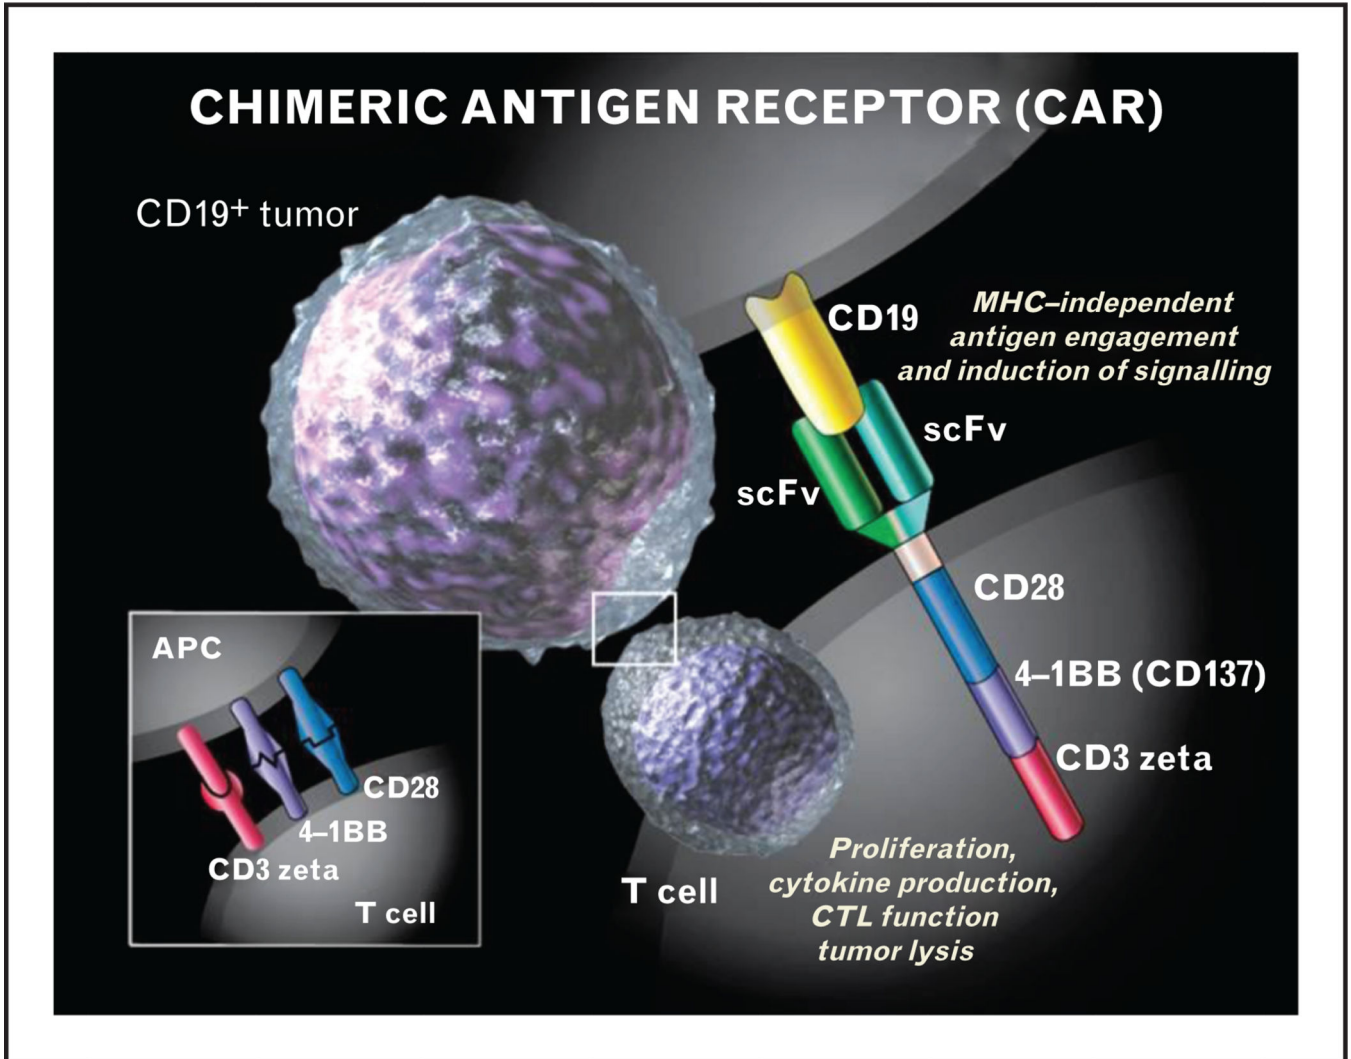 CHIMERIC ANTIGEN RECEPTOR (CAR)
CD19+ tumor
CD19
MHC–independent
antigen engagement
and induction of signalling
scFv
scFv
CD28
4–1BB (CD137)
CD3 zeta
APC
CD28
4–1BB
CD3 zeta
T cell
T cell
Proliferation,
cytokine production,
CTL function
tumor lysis